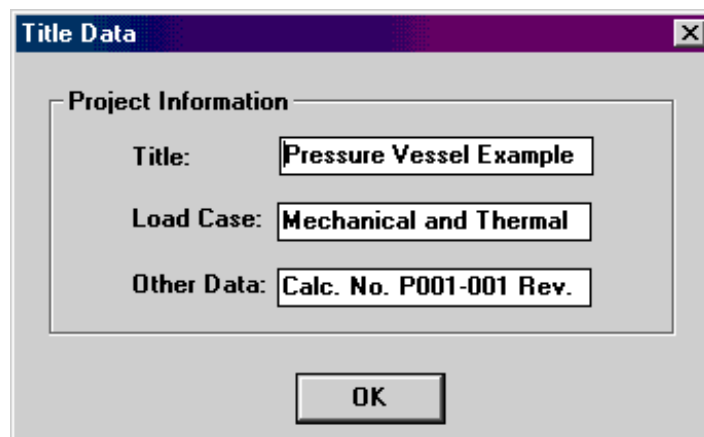 Title Data
Project Information
Title: Pressure Vessel Example
Load Case: Mechanical and Thermal
Other Data: Calc. No. P001-001 Rev.
OK